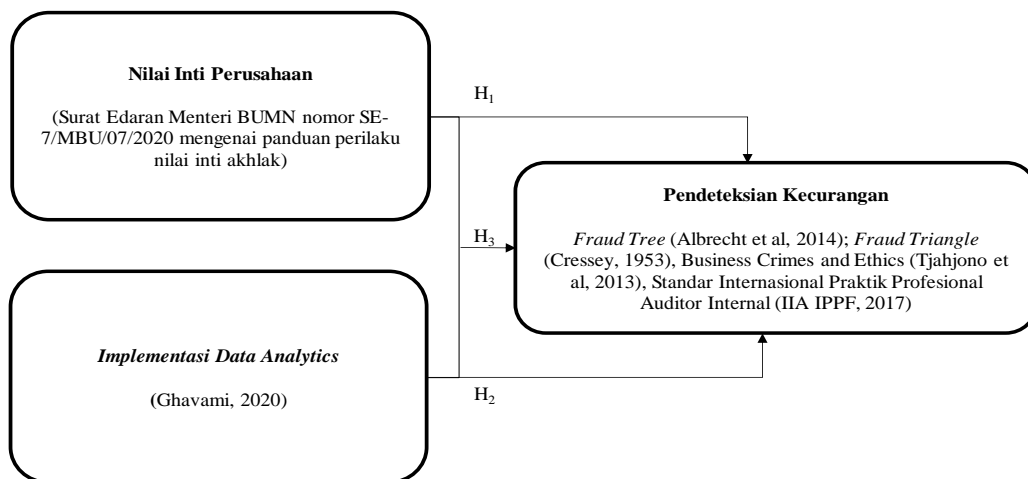 Nilai Inti Perusahaan
(Surat Edaran Menteri BUMN nomor SE-
7/MBU/07/2020 mengenai panduan perilaku
nilai inti akhlak)
H1
Pendeteksian Kecurangan
Fraud Tree (Albrecht et al, 2014); Fraud Triangle
(Cressey, 1953), Business Crimes and Ethics (Tjahjono et
al, 2013), Standar Internasional Praktik Profesional
Auditor Internal (IIA IPPF, 2017)
H3
Implementasi Data Analytics
(Ghavami, 2020)
H2